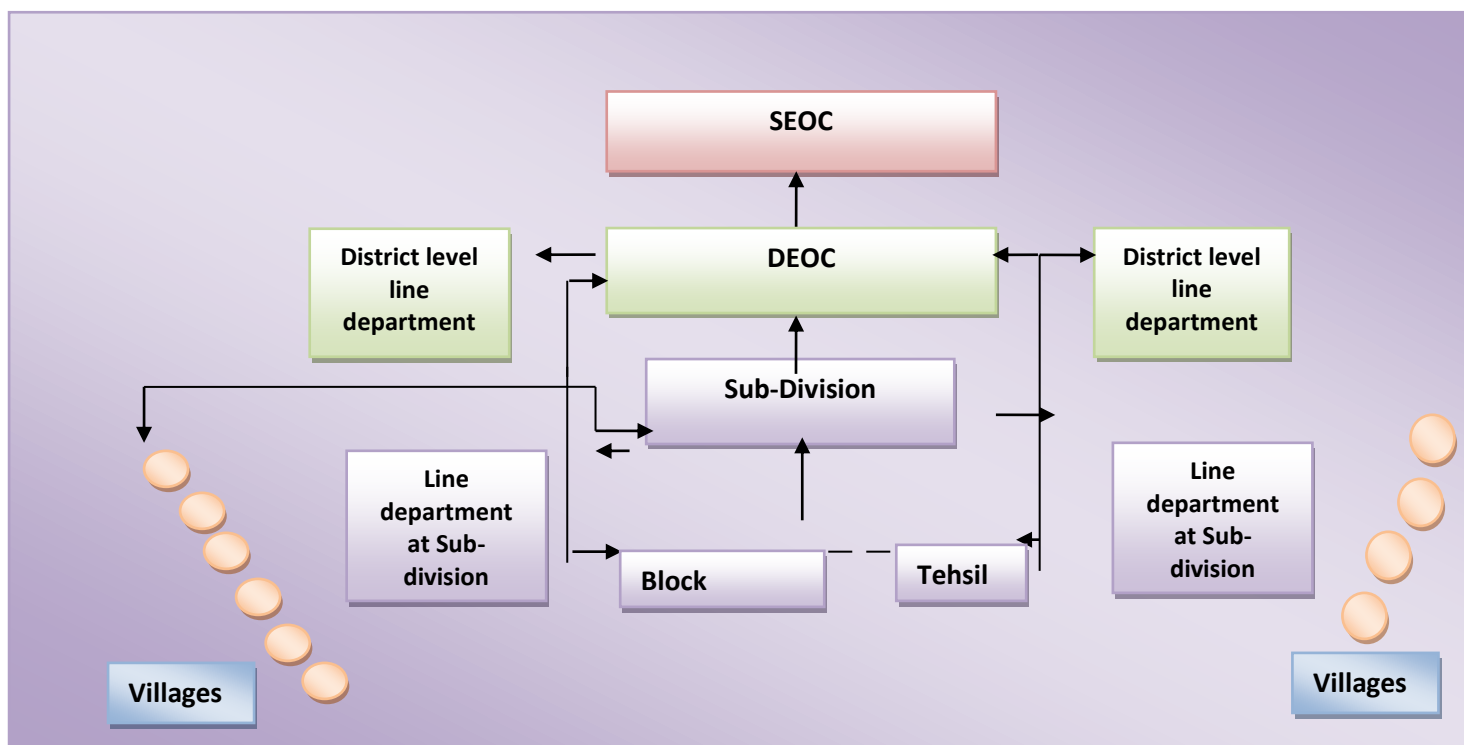 SEOC
District level
line
department
DEOC
District level
line
department
Sub-Division
Line
department
at Sub-
division
Line
department
at Sub-
division
Block
Tehsil
Villages
Villages